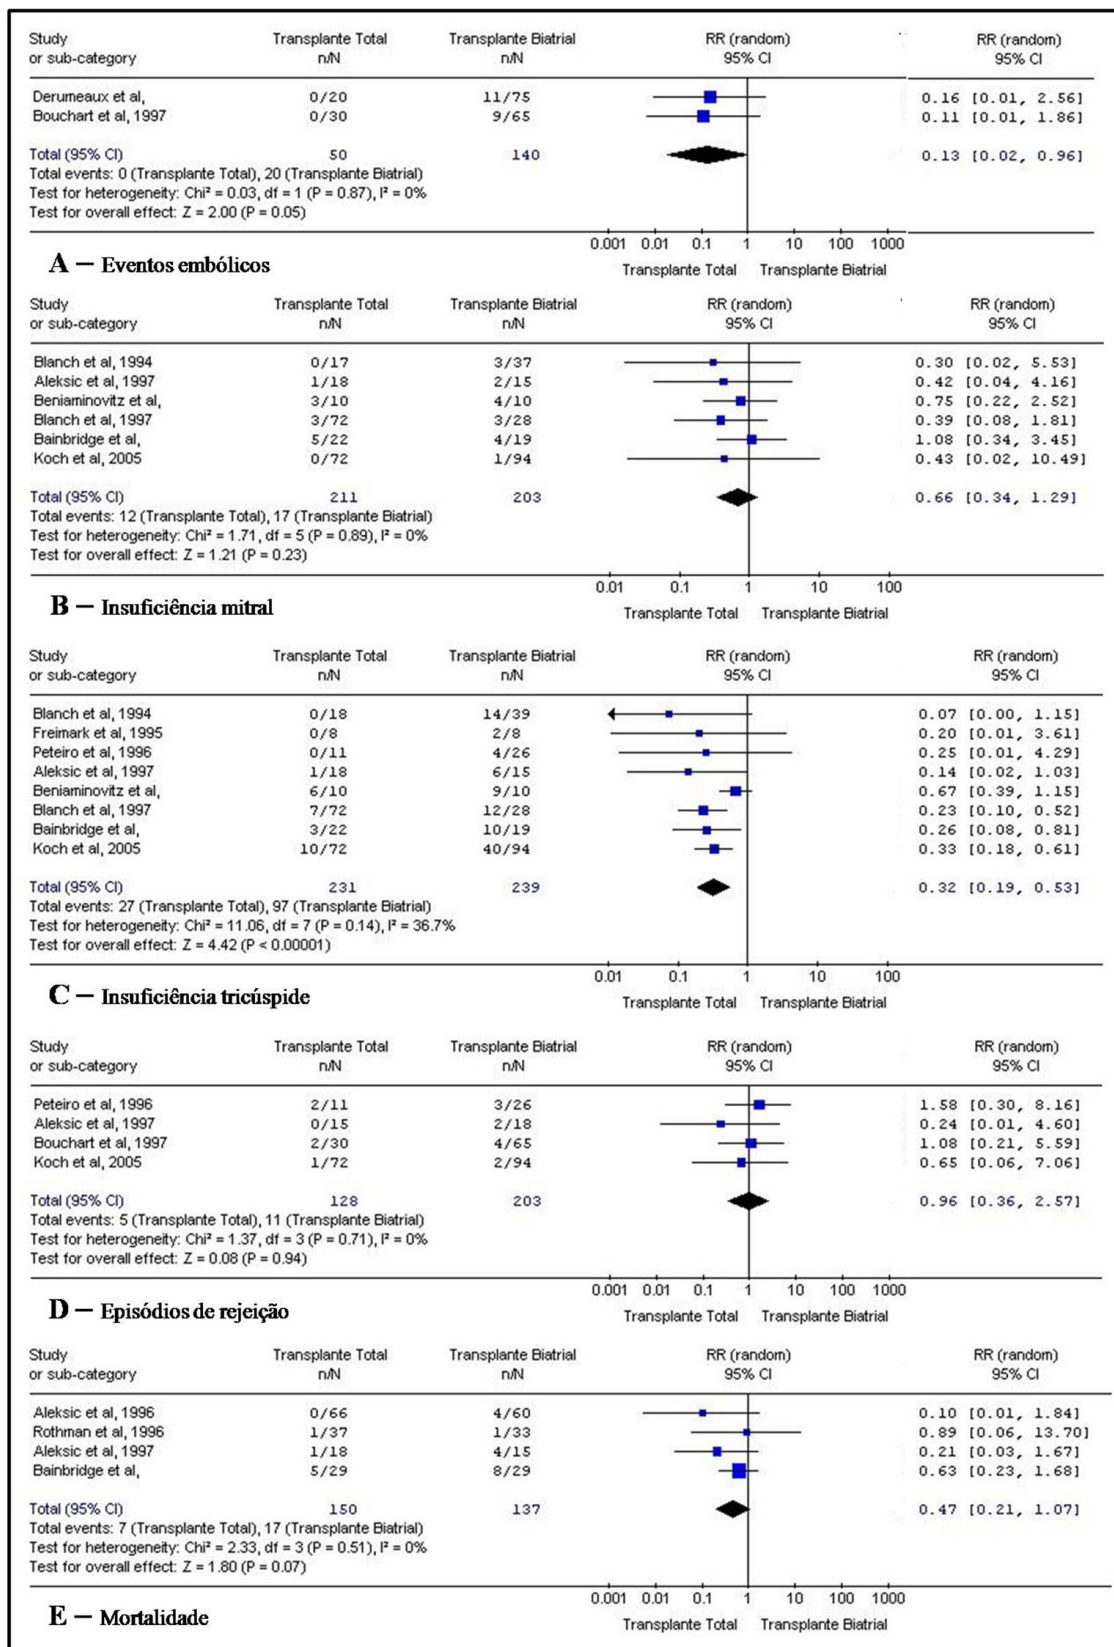 Study Transplante Total Transplante Biatrial RR (random) RR (random)
or sub-category n/N n/N 95% CI 95% CI
Derumeaux et al, 0/20 11/75 0.16 [0.01, 2.56]
Bouchart et al, 1997 0/30 9/65 0.11 [0.01, 1.86]
Total (95% CI) 50 140 0.13 [0.02, 0.96]
Total events: 0 (Transplante Total), 20 (Transplante Biatrial)
Test for heterogeneity: Chi² = 0.03, df = 1 (P = 0.87), I² = 0%
Test for overall effect: Z = 2.00 (P = 0.05)
0.001 0.01 0.1 1 10 100 1000
A – Eventos embólicos
Transplante Total Transplante Biatrial
Study Transplante Total Transplante Biatrial RR (random) RR (random)
or sub-category n/N n/N 95% CI 95% CI
Blanch et al, 1994 0/17 3/37 0.30 [0.02, 5.53]
Aleksic et al, 1997 1/18 2/15 0.42 [0.04, 4.16]
Beniaminovitz et al, 3/10 4/10 0.75 [0.22, 2.52]
Blanch et al, 1997 3/72 3/28 0.39 [0.08, 1.81]
Bainbridge et al, 5/22 4/19 1.08 [0.34, 3.45]
Koch et al, 2005 0/72 1/94 0.43 [0.02, 10.49]
Total (95% CI) 211 203 0.66 [0.34, 1.29]
Total events: 12 (Transplante Total), 17 (Transplante Biatrial)
Test for heterogeneity: Chi² = 1.71, df = 5 (P = 0.89), I² = 0%
Test for overall effect: Z = 1.21 (P = 0.23)
0.01 0.1 1 10 100
B – Insuficiência mitral
Transplante Total Transplante Biatrial
Study Transplante Total Transplante Biatrial RR (random) RR (random)
or sub-category n/N n/N 95% CI 95% CI
Blanch et al, 1994 0/18 14/39 0.07 [0.00, 1.15]
Freimark et al, 1995 0/8 2/8 0.20 [0.01, 3.61]
Peteiro et al, 1996 0/11 4/26 0.25 [0.01, 4.29]
Aleksic et al, 1997 1/18 6/15 0.14 [0.02, 1.03]
Beniaminovitz et al, 6/10 9/10 0.67 [0.39, 1.15]
Blanch et al, 1997 7/72 12/28 0.23 [0.10, 0.52]
Bainbridge et al, 3/22 10/19 0.26 [0.08, 0.81]
Koch et al, 2005 10/72 40/94 0.33 [0.18, 0.61]
Total (95% CI) 231 239 0.32 [0.19, 0.53]
Total events: 27 (Transplante Total), 97 (Transplante Biatrial)
Test for heterogeneity: Chi² = 11.06, df = 7 (P = 0.14), I² = 36.7%
Test for overall effect: Z = 4.42 (P < 0.00001)
0.01 0.1 1 10 100
C – Insuficiência tricúspide
Transplante Total Transplante Biatrial
Study Transplante Total Transplante Biatrial RR (random) RR (random)
or sub-category n/N n/N 95% CI 95% CI
Peteiro et al, 1996 2/11 3/26 1.58 [0.30, 8.16]
Aleksic et al, 1997 0/15 2/18 0.24 [0.01, 4.60]
Bouchart et al, 1997 2/30 4/65 1.08 [0.21, 5.59]
Koch et al, 2005 1/72 2/94 0.65 [0.06, 7.06]
Total (95% CI) 128 203 0.96 [0.36, 2.57]
Total events: 5 (Transplante Total), 11 (Transplante Biatrial)
Test for heterogeneity: Chi² = 1.37, df = 3 (P = 0.71), I² = 0%
Test for overall effect: Z = 0.08 (P = 0.94)
0.001 0.01 0.1 1 10 100 1000
D – Episódios de rejeição
Transplante Total Transplante Biatrial
Study Transplante Total Transplante Biatrial RR (random) RR (random)
or sub-category n/N n/N 95% CI 95% CI
Aleksic et al, 1996 0/66 4/60 0.10 [0.01, 1.84]
Rothman et al, 1996 1/37 1/33 0.89 [0.06, 13.70]
Aleksic et al, 1997 1/18 4/15 0.21 [0.03, 1.67]
Bainbridge et al, 5/29 8/29 0.63 [0.23, 1.68]
Total (95% CI) 150 137 0.47 [0.21, 1.07]
Total events: 7 (Transplante Total), 17 (Transplante Biatrial)
Test for heterogeneity: Chi² = 2.33, df = 3 (P = 0.51), I² = 0%
Test for overall effect: Z = 1.80 (P = 0.07)
0.001 0.01 0.1 1 10 100 1000
E – Mortalidade
Transplante Total Transplante Biatrial